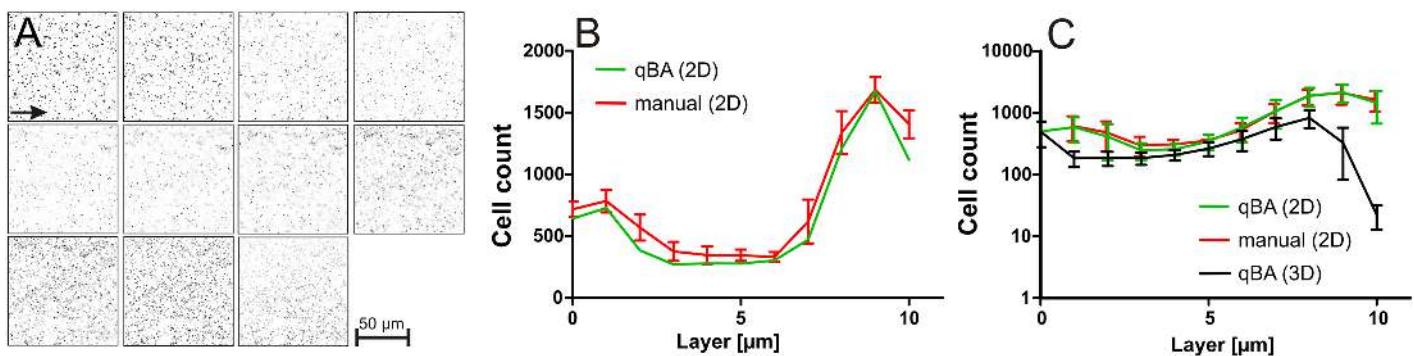 A
50 µm
B
2000
1500
1000
500
0
Cell count
qBA (2D)
manual (2D)
0 5 10
Layer [µm]
C
10000
1000
100
10
1
Cell count
qBA (2D)
manual (2D)
qBA (3D)
0 5 10
Layer [µm]